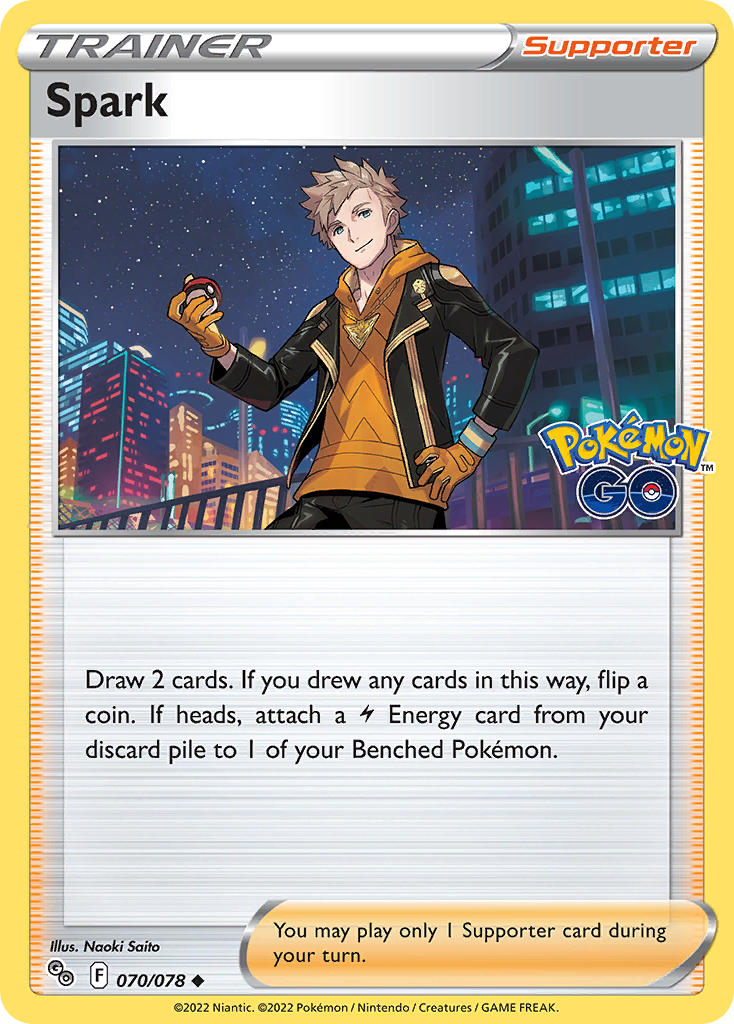 TRAINER
Supporter
Spark
POKéMON
GO
TM
Draw 2 cards. If you drew any cards in this way, flip a
coin. If heads, attach a Energy card from your
discard pile to 1 of your Benched Pokémon.
You may play only 1 Supporter card during
your turn.
Illus. Naoki Saito
GO F 070/078
©2022 Niantic. ©2022 Pokémon / Nintendo / Creatures / GAME FREAK.